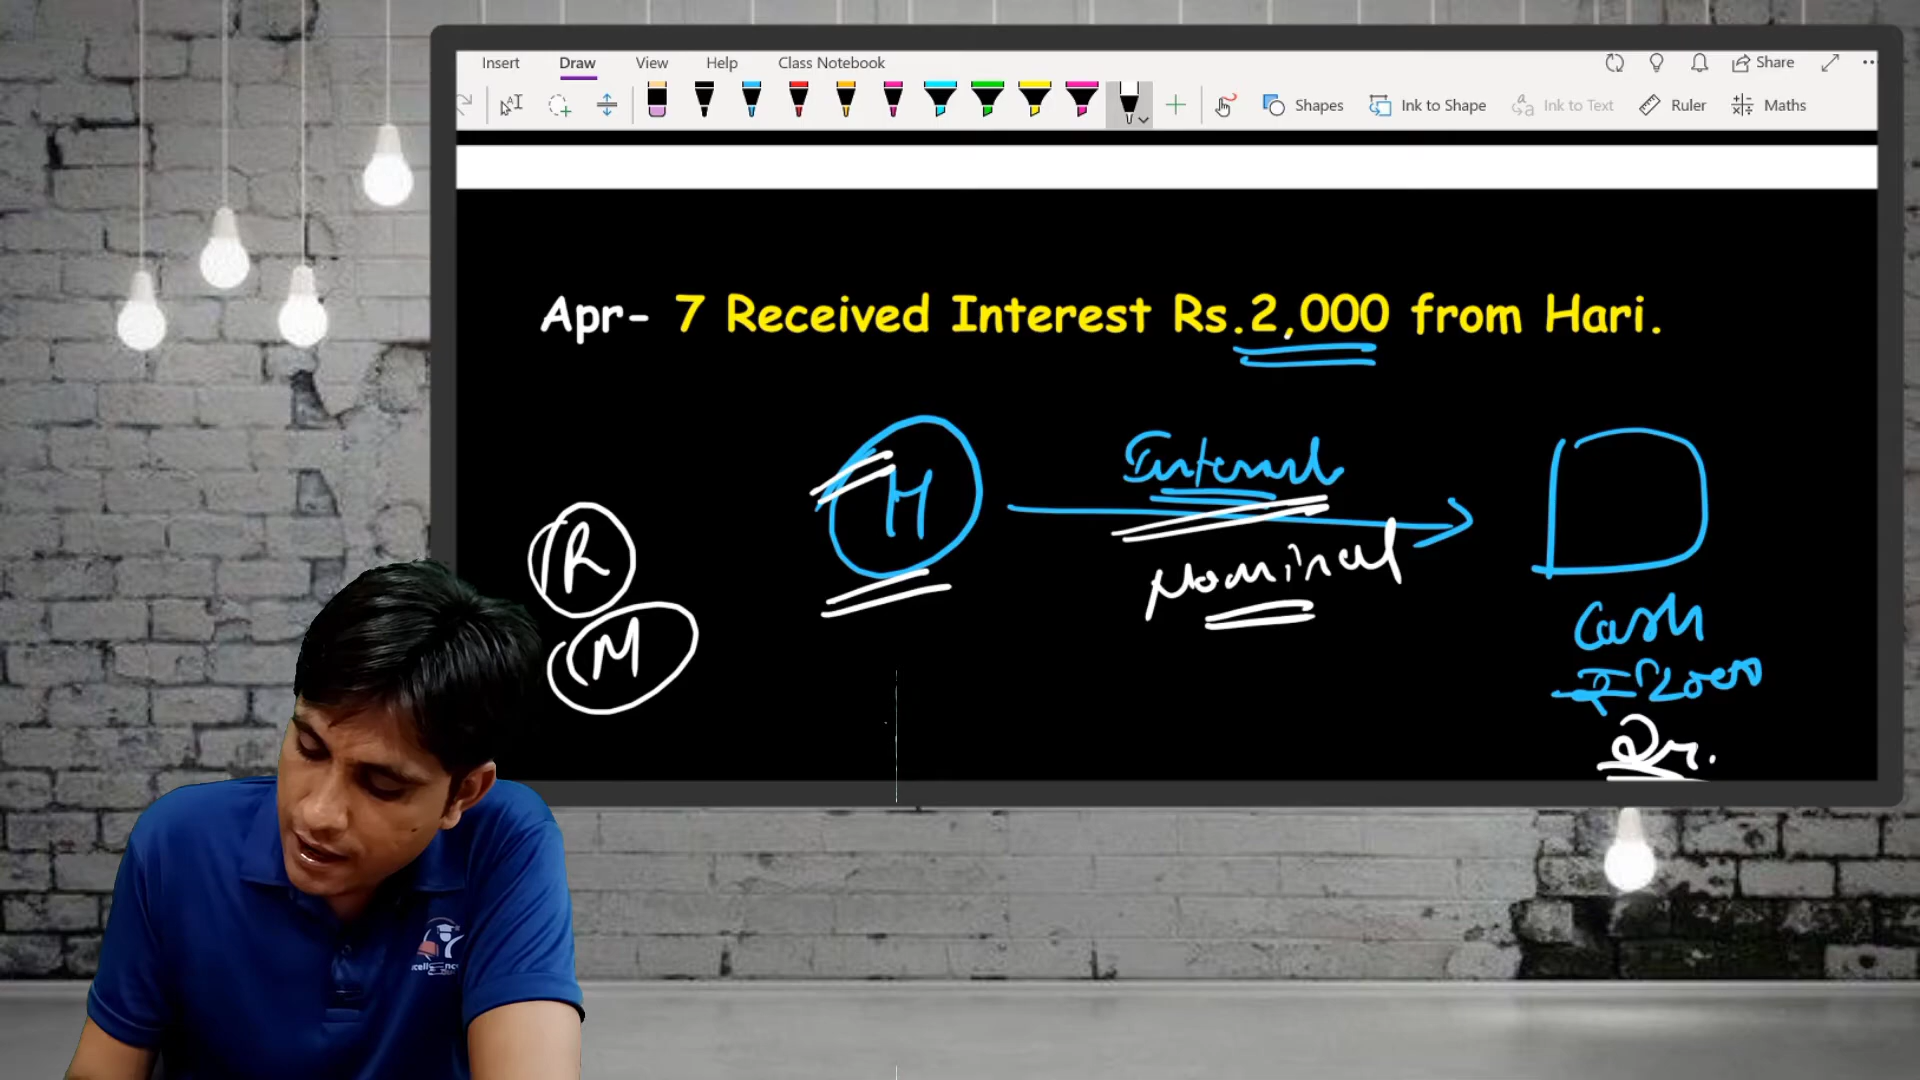 Insert Draw View Help Class Notebook Share
Shapes Ink to Shape Ink to Text Ruler Maths
Apr- 7 Received Interest Rs.2,000 from Hari.
H
Interest
R
Nominal
M
Cash
₹ 2000
Dr.